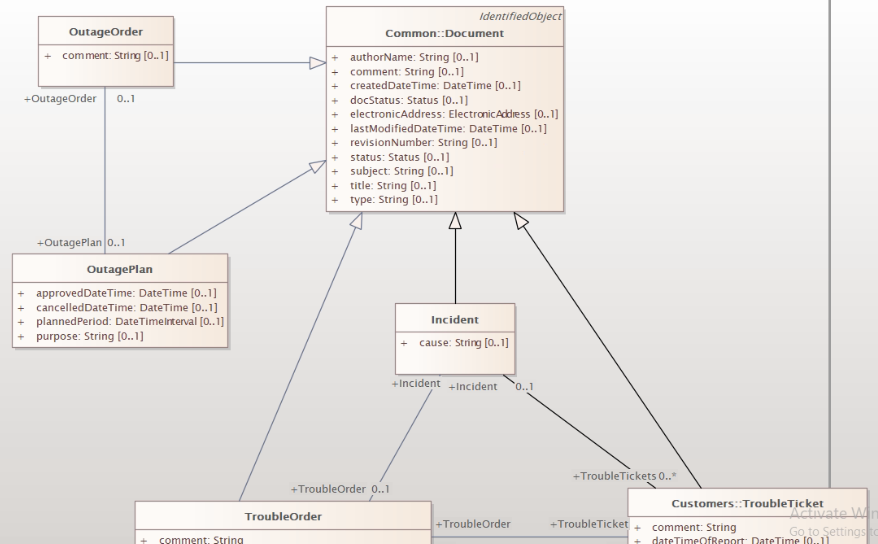 OutageOrder
+ comment: String [0..1]
+OutageOrder 0..1
IdentifiedObject
Common::Document
+ authorName: String [0..1]
+ comment: String [0..1]
+ createdDateTime: DateTime [0..1]
+ docStatus: Status [0..1]
+ electronicAddress: ElectronicAddress [0..1]
+ lastModifiedDateTime: DateTime [0..1]
+ revisionNumber: String [0..1]
+ status: Status [0..1]
+ subject: String [0..1]
+ title: String [0..1]
+ type: String [0..1]
+OutagePlan 0..1
OutagePlan
+ approvedDateTime: DateTime [0..1]
+ cancelledDateTime: DateTime [0..1]
+ plannedPeriod: DateTimeInterval [0..1]
+ purpose: String [0..1]
Incident
+ cause: String [0..1]
+Incident
+Incident 0..1
+TroubleOrder 0..1
+TroubleTickets 0..*
TroubleOrder
+ comment: String
+TroubleOrder
+TroubleTicket
Customers::TroubleTicket
+ comment: String
+ dateTimeOfReport: DateTime [0..1]
Activate Win
Go to Settings to